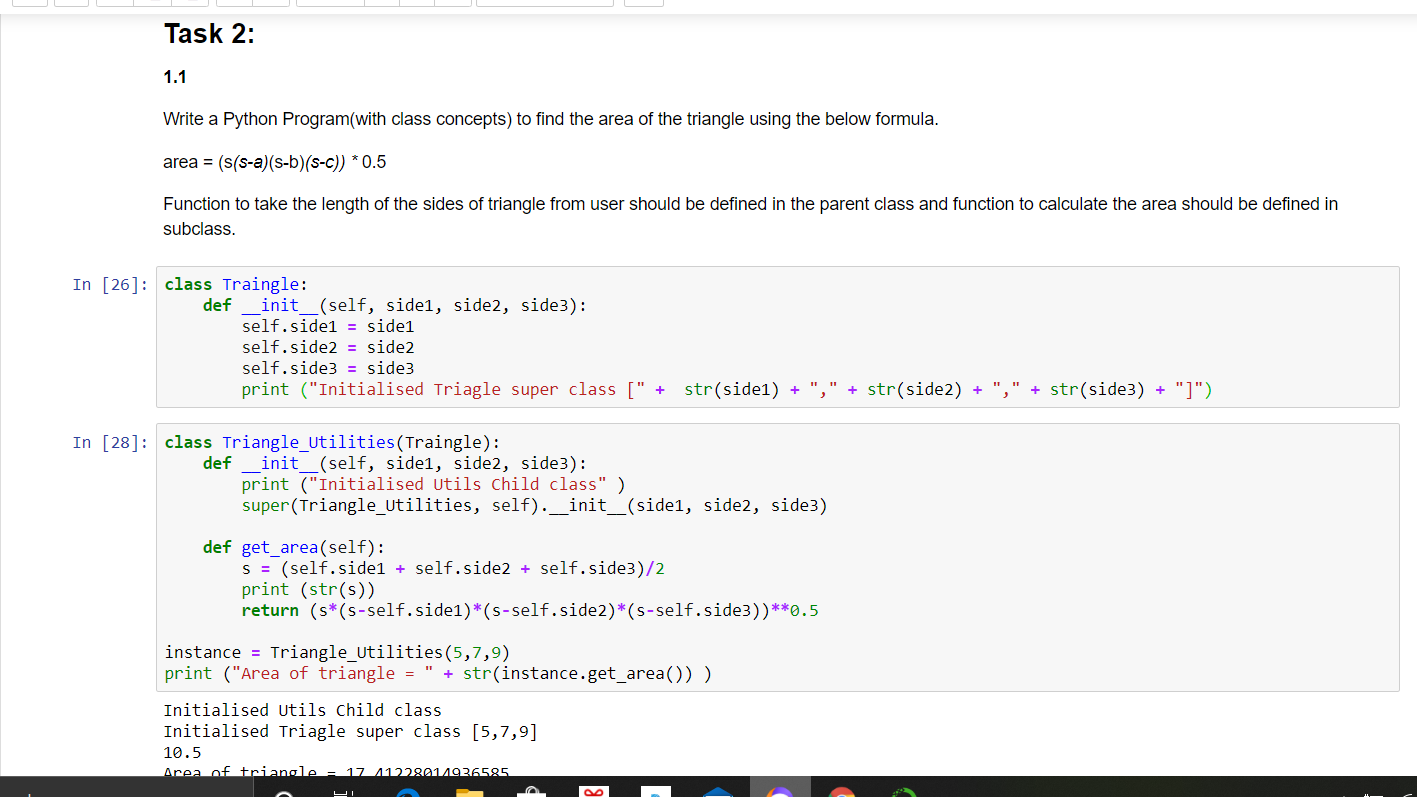 Task 2:
1.1
Write a Python Program(with class concepts) to find the area of the triangle using the below formula.
area = (s(s-a)(s-b)(s-c)) * 0.5
Function to take the length of the sides of triangle from user should be defined in the parent class and function to calculate the area should be defined in
subclass.
In [26]: class Traingle:
    def __init__(self, side1, side2, side3):
        self.side1 = side1
        self.side2 = side2
        self.side3 = side3
        print ("Initialised Triagle super class [" +  str(side1) + "," + str(side2) + "," + str(side3) + "]")
In [28]: class Triangle_Utilities(Traingle):
    def __init__(self, side1, side2, side3):
        print ("Initialised Utils Child class" )
        super(Triangle_Utilities, self).__init__(side1, side2, side3)
    def get_area(self):
        s = (self.side1 + self.side2 + self.side3)/2
        print (str(s))
        return (s*(s-self.side1)*(s-self.side2)*(s-self.side3))**0.5
instance = Triangle_Utilities(5,7,9)
print ("Area of triangle = " + str(instance.get_area()) )
Initialised Utils Child class
Initialised Triagle super class [5,7,9]
10.5
Area of triangle = 17.41228014936585